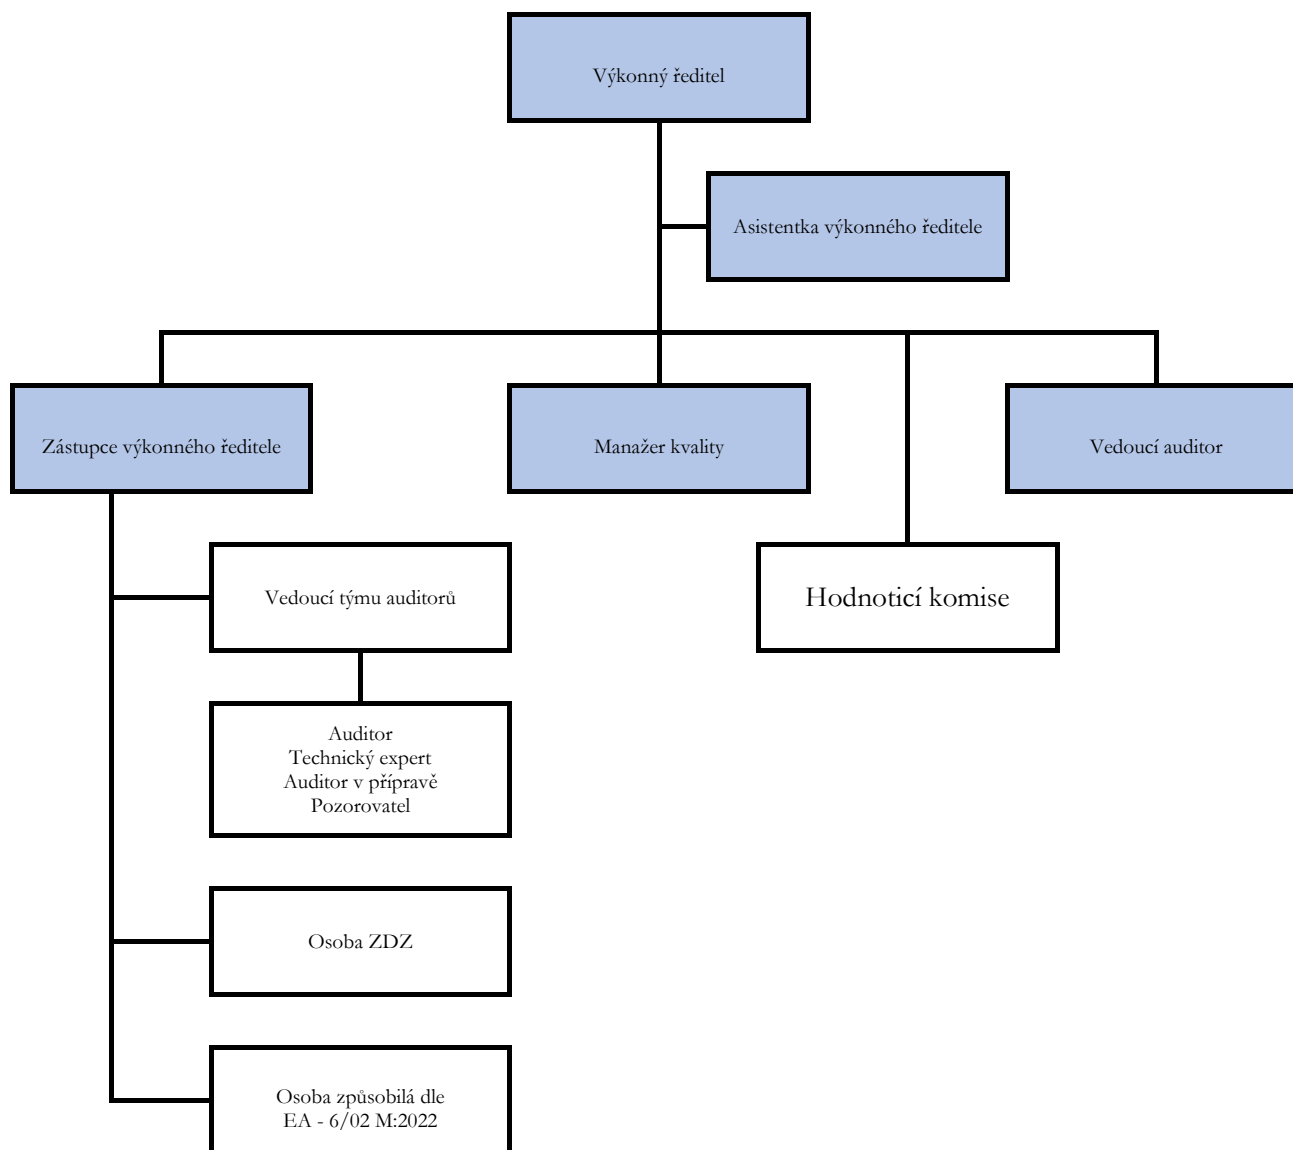 Výkonný ředitel
Asistentka výkonného ředitele
Zástupce výkonného ředitele
Manažer kvality
Vedoucí auditor
Vedoucí týmu auditorů
Hodnoticí komise
Auditor
Technický expert
Auditor v přípravě
Pozorovatel
Osoba ZDZ
Osoba způsobilá dle
EA - 6/02 M:2022